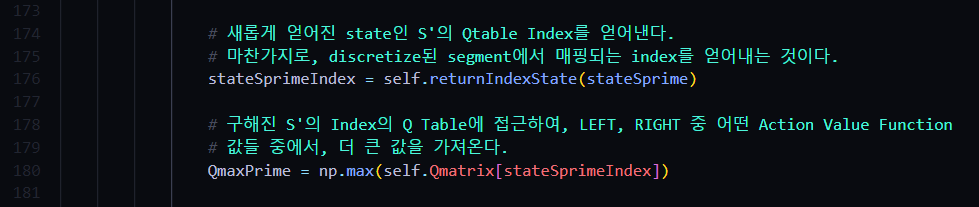 173
174 # 새롭게 얻어진 state인 S'의 Qtable Index를 얻어낸다.
175 # 마찬가지로, discretize된 segment에서 매핑되는 index를 얻어내는 것이다.
176 stateSprimeIndex = self.returnIndexState(stateSprime)
177
178 # 구해진 S'의 Index의 Q Table에 접근하여, LEFT, RIGHT 중 어떤 Action Value Function
179 # 값들 중에서, 더 큰 값을 가져온다.
180 QmaxPrime = np.max(self.Qmatrix[stateSprimeIndex])
181